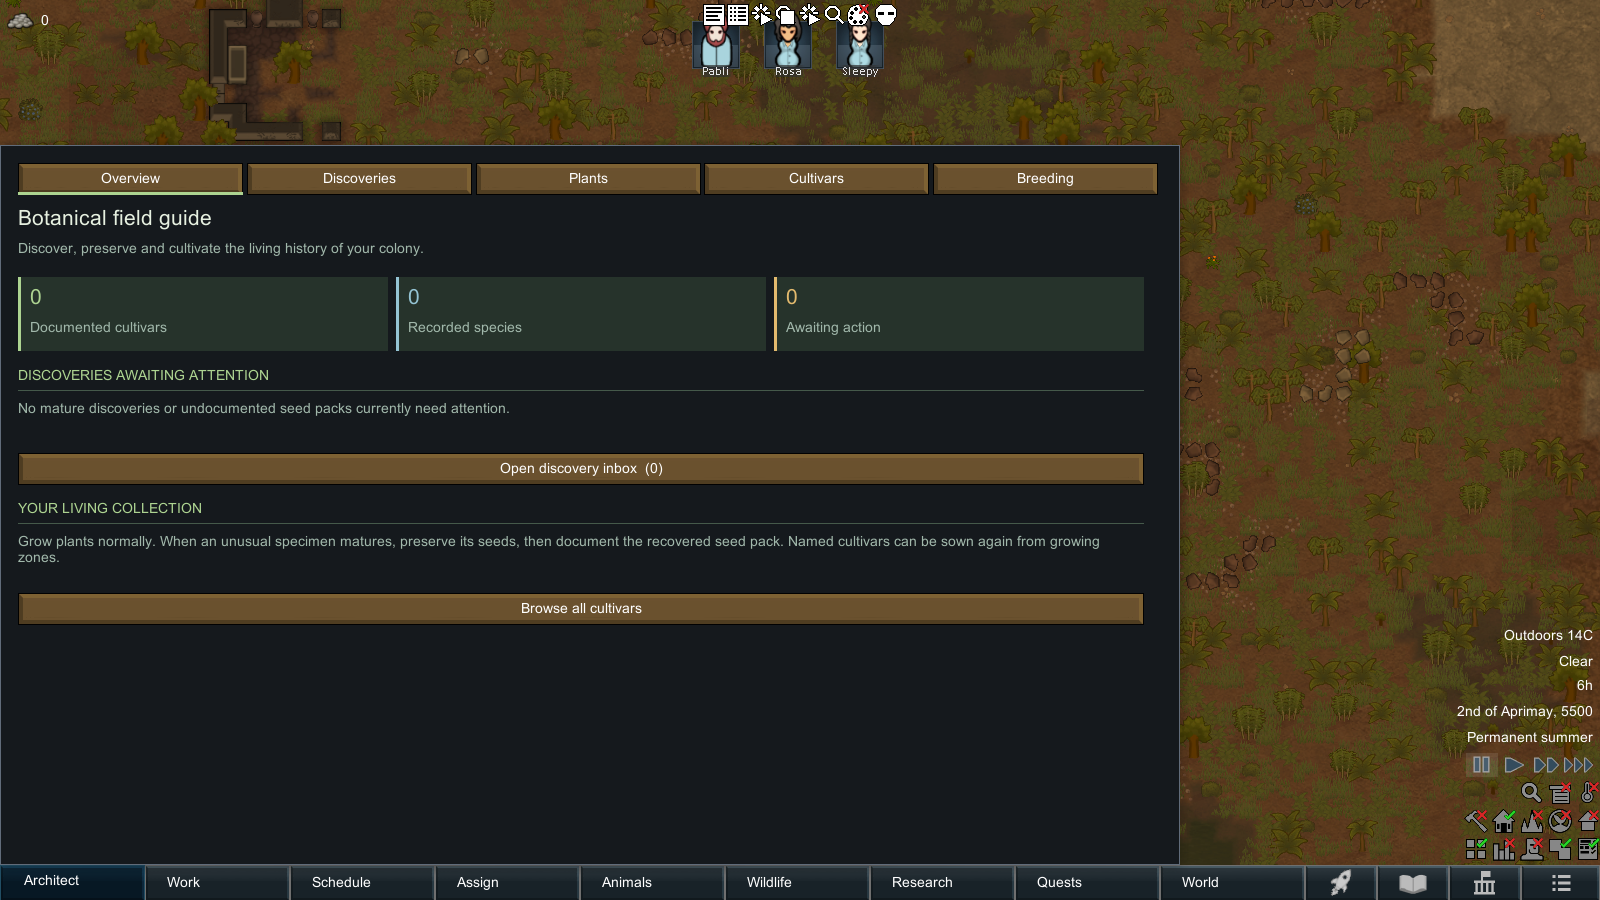 0
Pabli
Rosa
Sleepy
Overview
Discoveries
Plants
Cultivars
Breeding
Botanical field guide
Discover, preserve and cultivate the living history of your colony.
0
Documented cultivars
0
Recorded species
0
Awaiting action
DISCOVERIES AWAITING ATTENTION
No mature discoveries or undocumented seed packs currently need attention.
Open discovery inbox (0)
YOUR LIVING COLLECTION
Grow plants normally. When an unusual specimen matures, preserve its seeds, then document the recovered seed pack. Named cultivars can be sown again from growing
zones.
Browse all cultivars
Outdoors 14C
Clear
6h
2nd of Aprimay, 5500
Permanent summer
Architect
Work
Schedule
Assign
Animals
Wildlife
Research
Quests
World